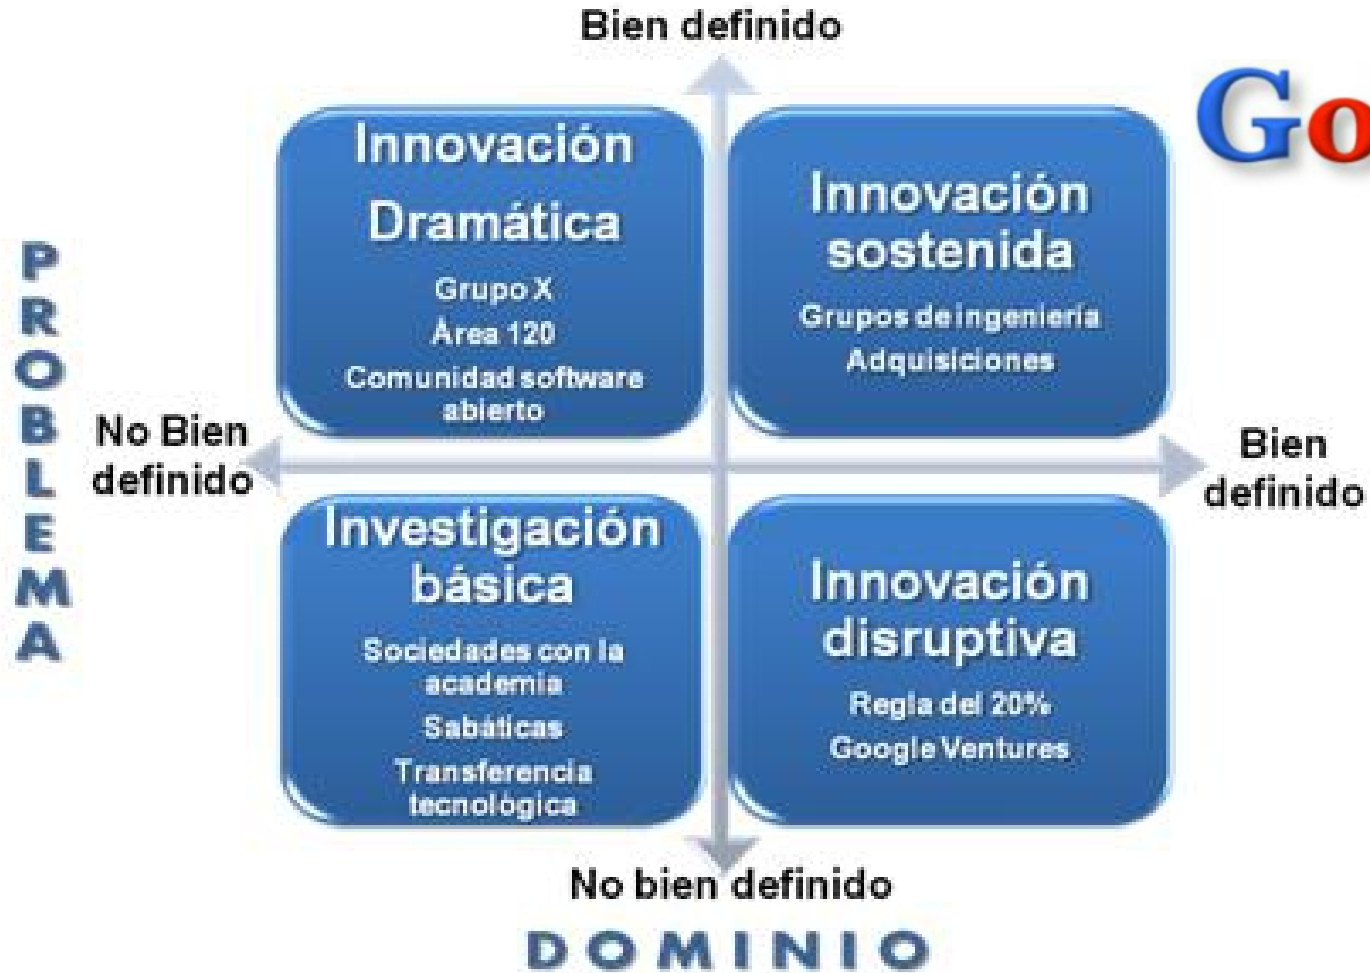 Bien definido
Go
Innovación
Dramática
Grupo X
Área 120
Comunidad software
abierto
Innovación
sostenida
Grupos de ingeniería
Adquisiciones
PROBLEMA
No Bien
definido
Bien
definido
Investigación
básica
Sociedades con la
academia
Sabáticas
Transferencia
tecnológica
Innovación
disruptiva
Regla del 20%
Google Ventures
No bien definido
DOMINIO